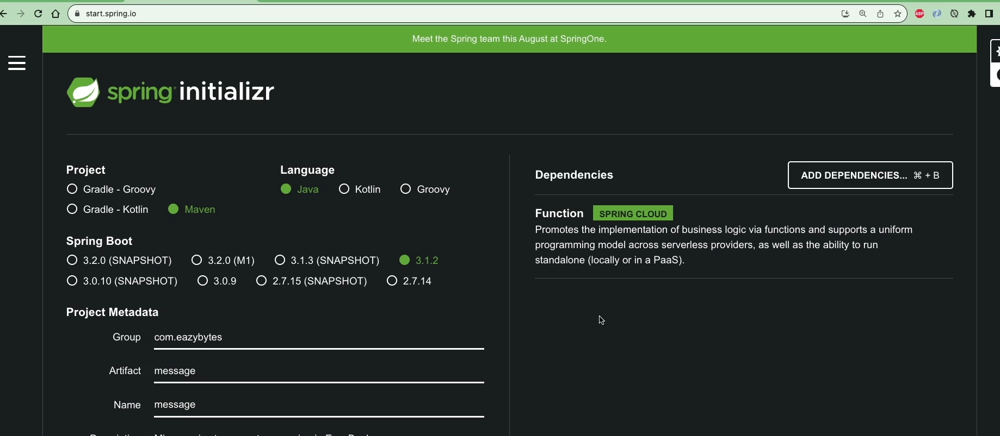 start.spring.io
ABP
Meet the Spring team this August at SpringOne.
spring initializr
Project
Gradle - Groovy
Gradle - Kotlin Maven
Language
Java Kotlin Groovy
Spring Boot
3.2.0 (SNAPSHOT) 3.2.0 (M1) 3.1.3 (SNAPSHOT) 3.1.2
3.0.10 (SNAPSHOT) 3.0.9 2.7.15 (SNAPSHOT) 2.7.14
Project Metadata
Group com.eazybytes
Artifact message
Name message
Dependencies
ADD DEPENDENCIES... ⌘ + B
Function SPRING CLOUD
Promotes the implementation of business logic via functions and supports a uniform
programming model across serverless providers, as well as the ability to run
standalone (locally or in a PaaS).